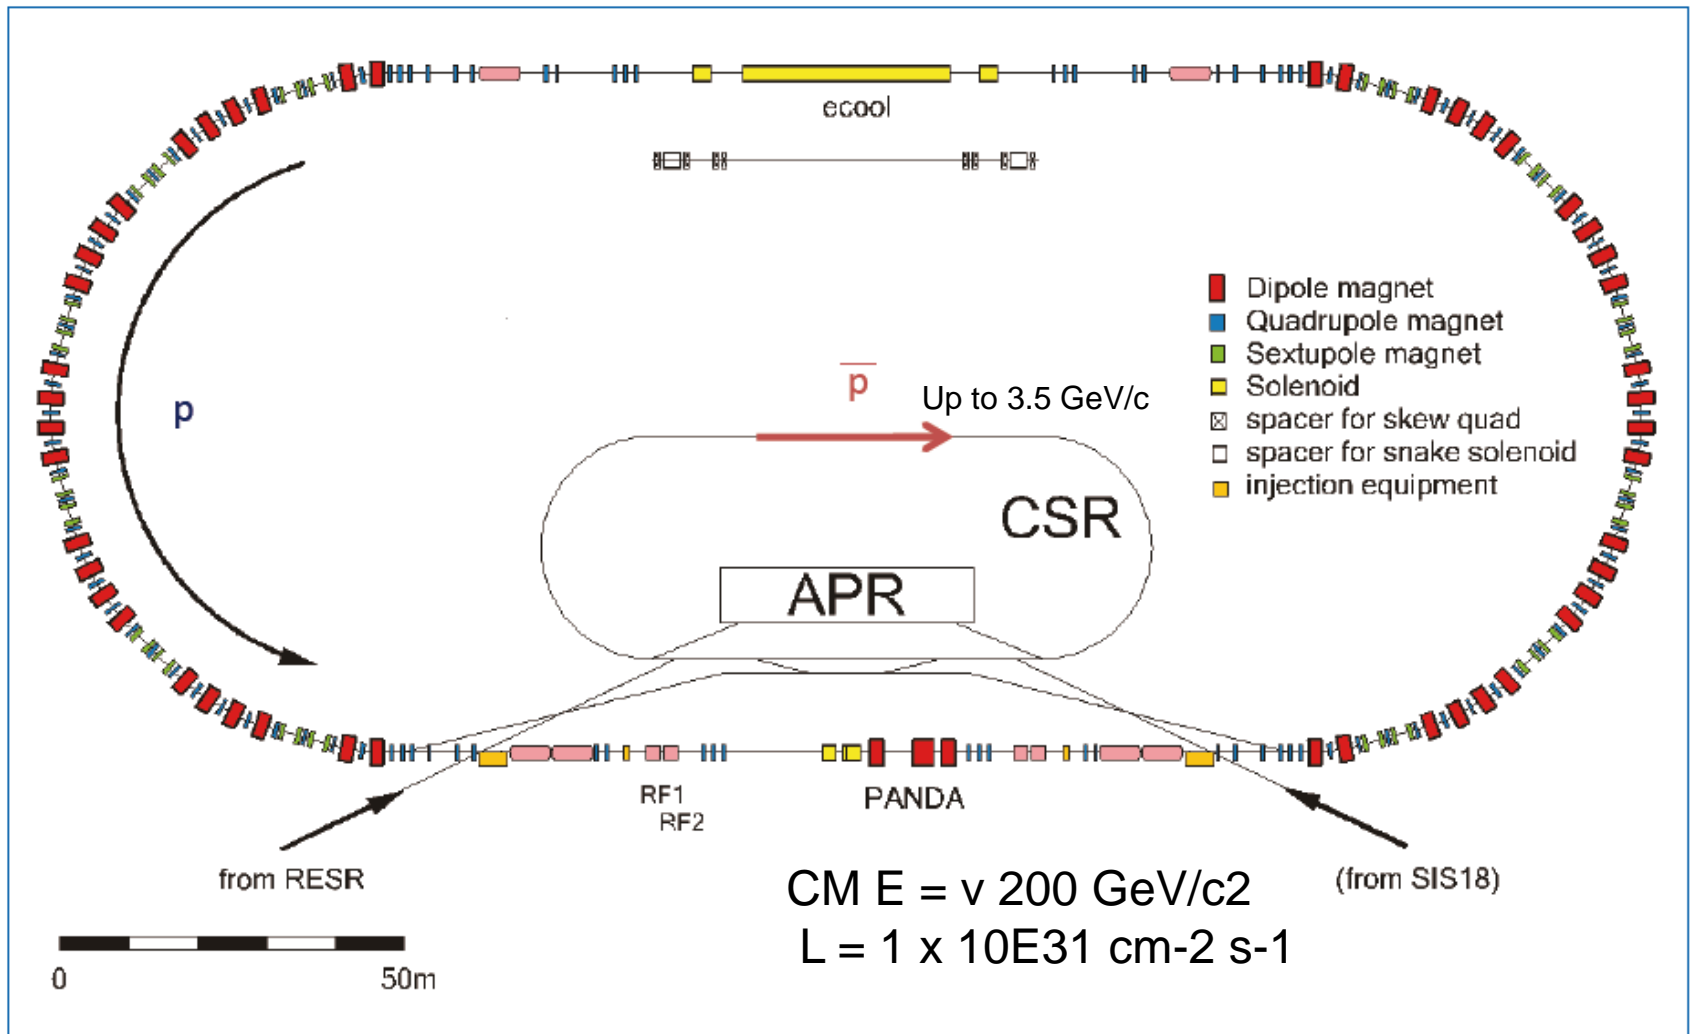 ecool
p
Up to 3.5 GeV/c
p
CSR
APR
Dipole magnet
Quadrupole magnet
Sextupole magnet
Solenoid
spacer for skew quad
spacer for snake solenoid
injection equipment
RF1
RF2
PANDA
from RESR
(from SIS18)
CM E = v 200 GeV/c2
L = 1 x 10E31 cm-2 s-1
0
50m